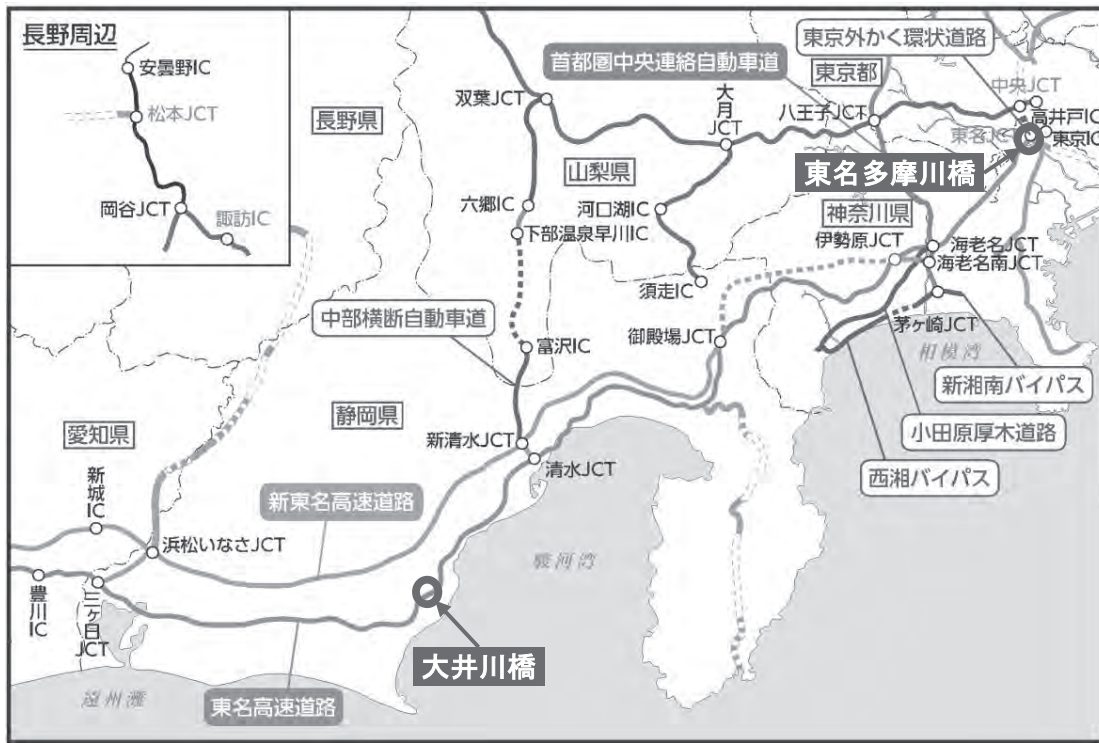 長野周辺
安曇野IC
松本JCT
岡谷JCT
諏訪IC
東京外かく環状道路
首都圏中央連絡自動車道
東京都
中央JCT
高井戸IC
東名JCT
東京IC
双葉JCT
大月JCT
八王子JCT
長野県
山梨県
東名多摩川橋
六郷IC
河口湖IC
神奈川県
下部温泉早川IC
伊勢原JCT
海老名JCT
海老名南JCT
須走IC
中部横断自動車道
富沢IC
御殿場JCT
茅ヶ崎JCT
相模湾
新湘南バイパス
静岡県
愛知県
新清水JCT
小田原厚木道路
清水JCT
西湘バイパス
新城IC
新東名高速道路
浜松いなさJCT
駿河湾
豊川IC
三ヶ日JCT
大井川橋
遠州灘
東名高速道路